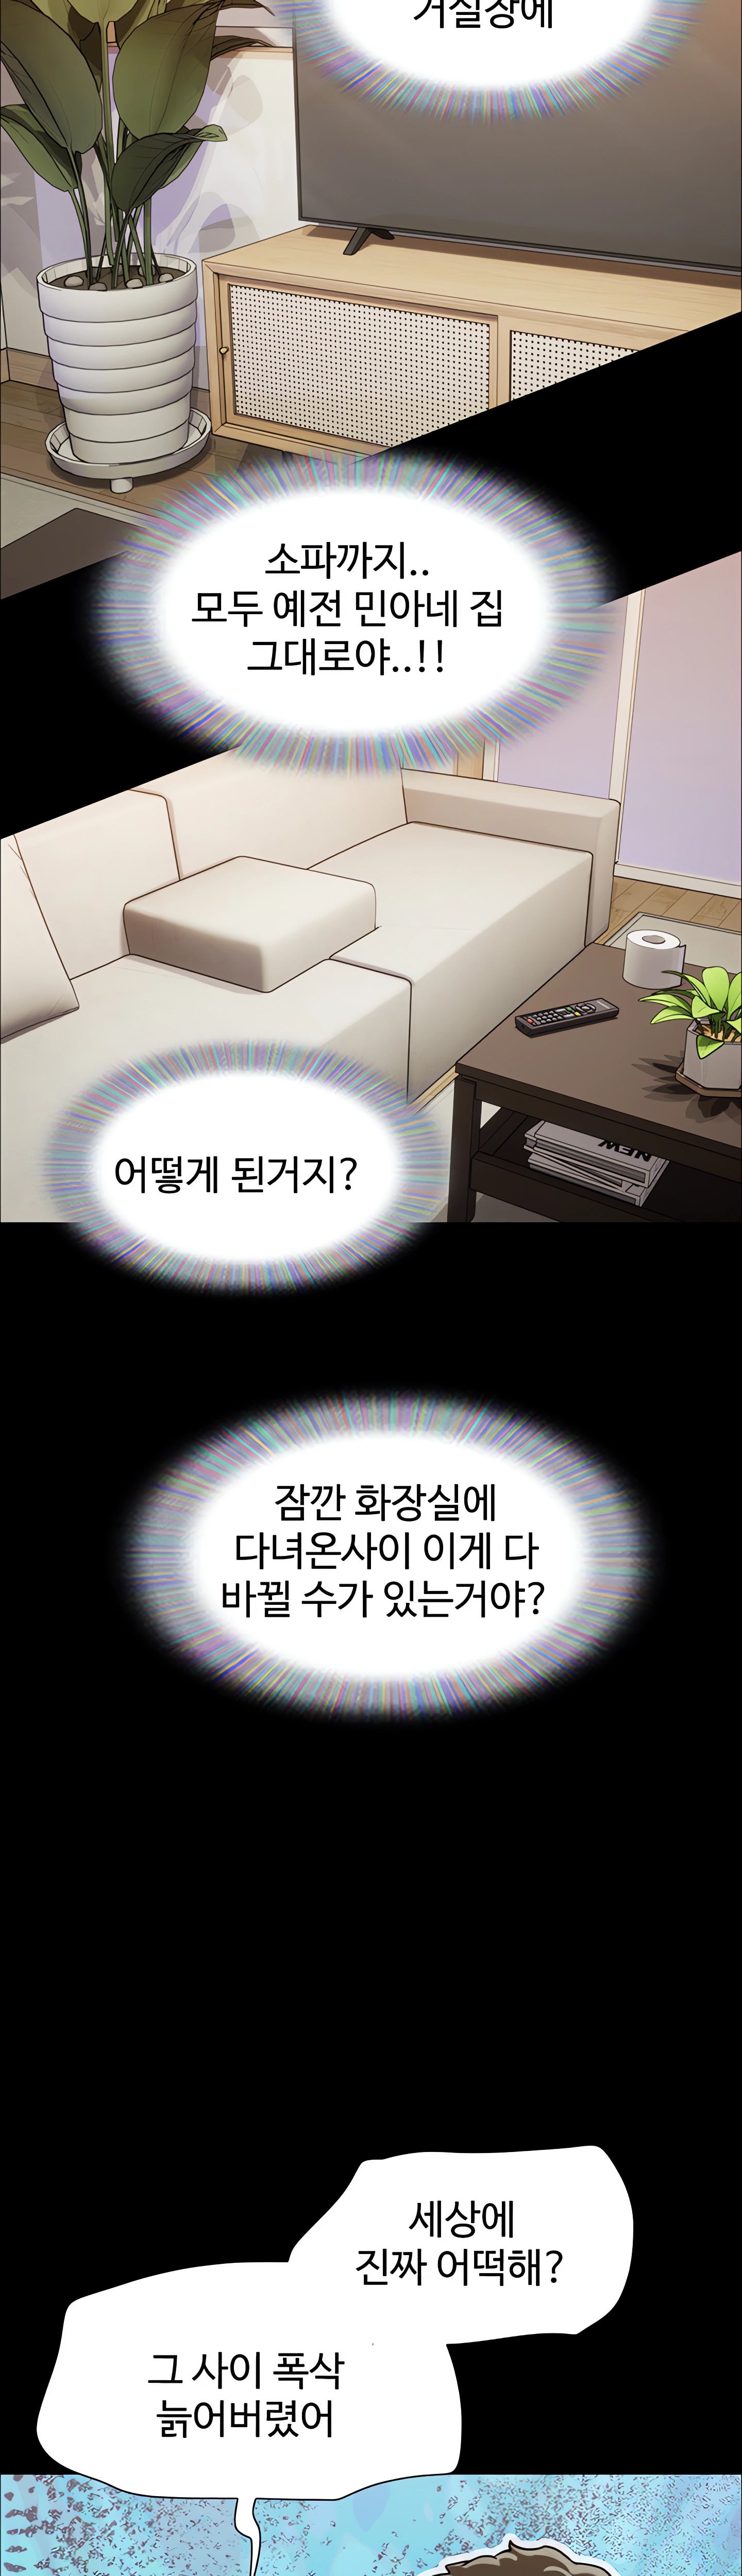 거실장에
소파까지..
모두 예전 민아네 집
그대로야..!!
NEW
어떻게 된거지?
잠깐 화장실에
다녀온사이 이게 다
바뀔 수가 있는거야?
세상에
진짜 어떡해?
그 사이 폭삭
늙어버렸어